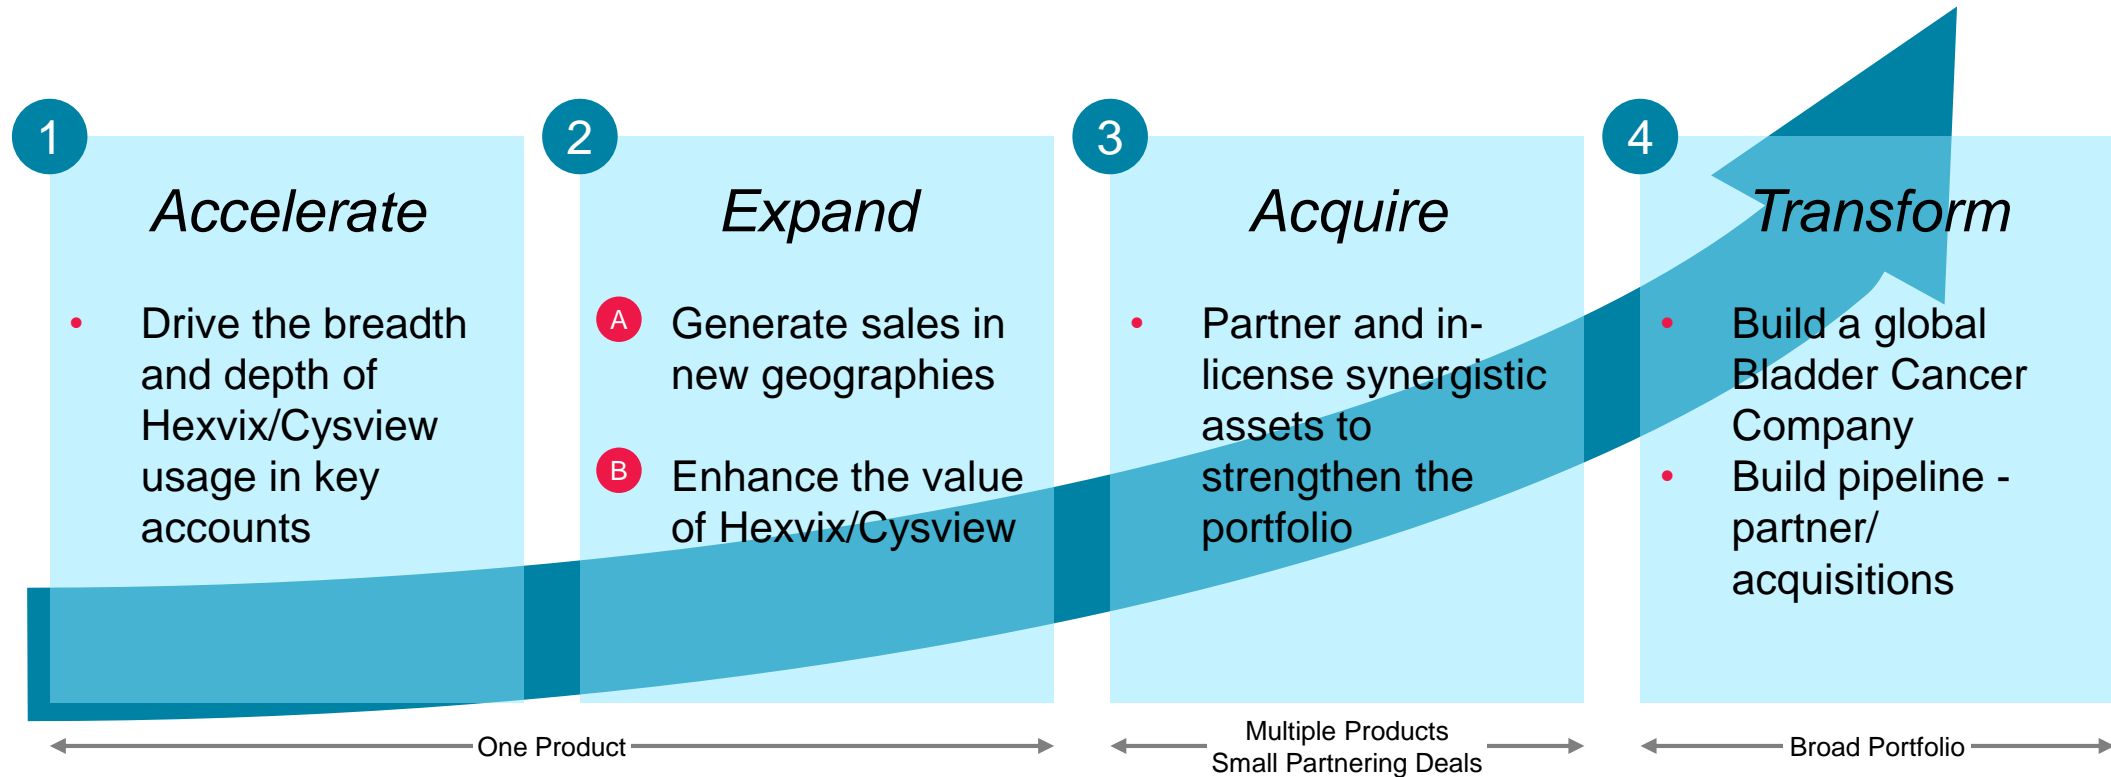 1
Accelerate
• Drive the breadth
and depth of
Hexvix/Cysview
usage in key
accounts
2
Expand
A Generate sales in
new geographies
B Enhance the value
of Hexvix/Cysview
3
Acquire
• Partner and in-
license synergistic
assets to
strengthen the
portfolio
4
Transform
• Build a global
Bladder Cancer
Company
• Build pipeline -
partner/
acquisitions
One Product
Multiple Products
Small Partnering Deals
Broad Portfolio